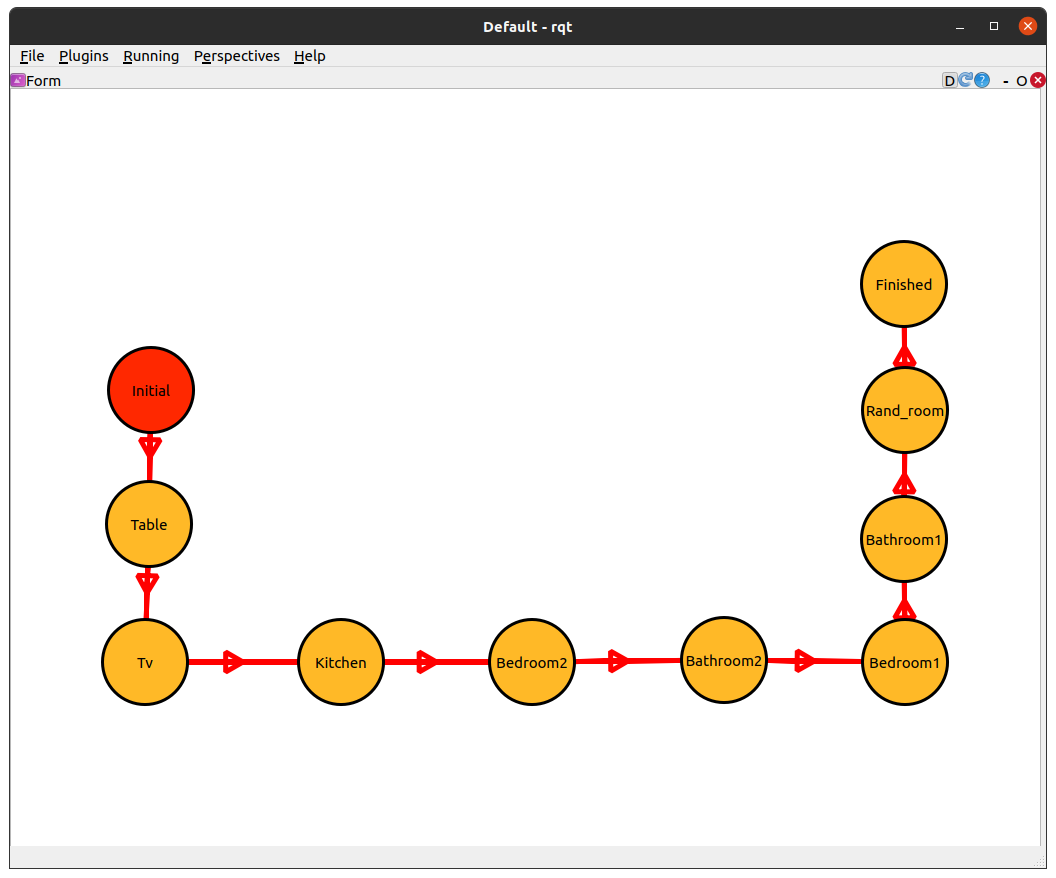 Default - rqt
File Plugins Running Perspectives Help
Form D ? - O
Finished
Initial
Rand_room
Table
Bathroom1
Tv Kitchen Bedroom2 Bathroom2 Bedroom1